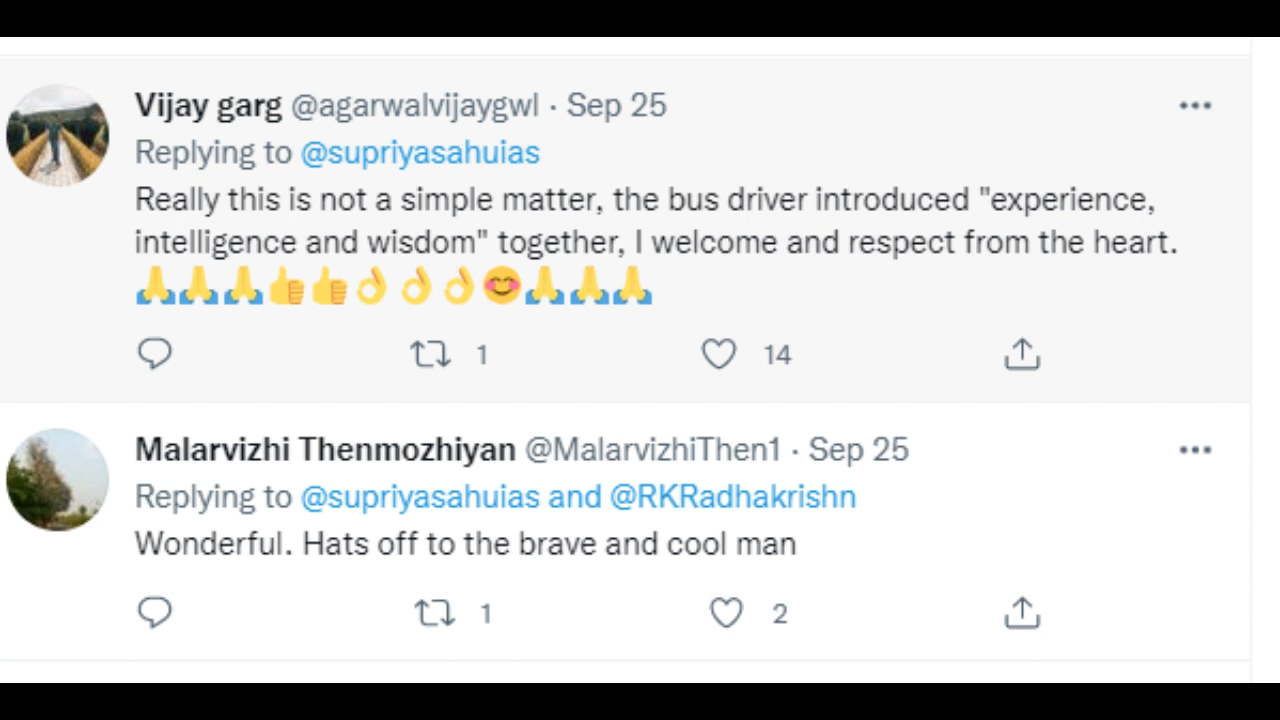 Vijay garg @agarwalvijaygwl · Sep 25
Replying to @supriyasahuias
Really this is not a simple matter, the bus driver introduced "experience,
intelligence and wisdom" together, I welcome and respect from the heart.
🙏🙏🙏👍👍👌👌👌😊🙏🙏🙏
1 14
Malarvizhi Thenmozhiyan @MalarvizhiThen1 · Sep 25
Replying to @supriyasahuias and @RKRadhakrishn
Wonderful. Hats off to the brave and cool man
1 2